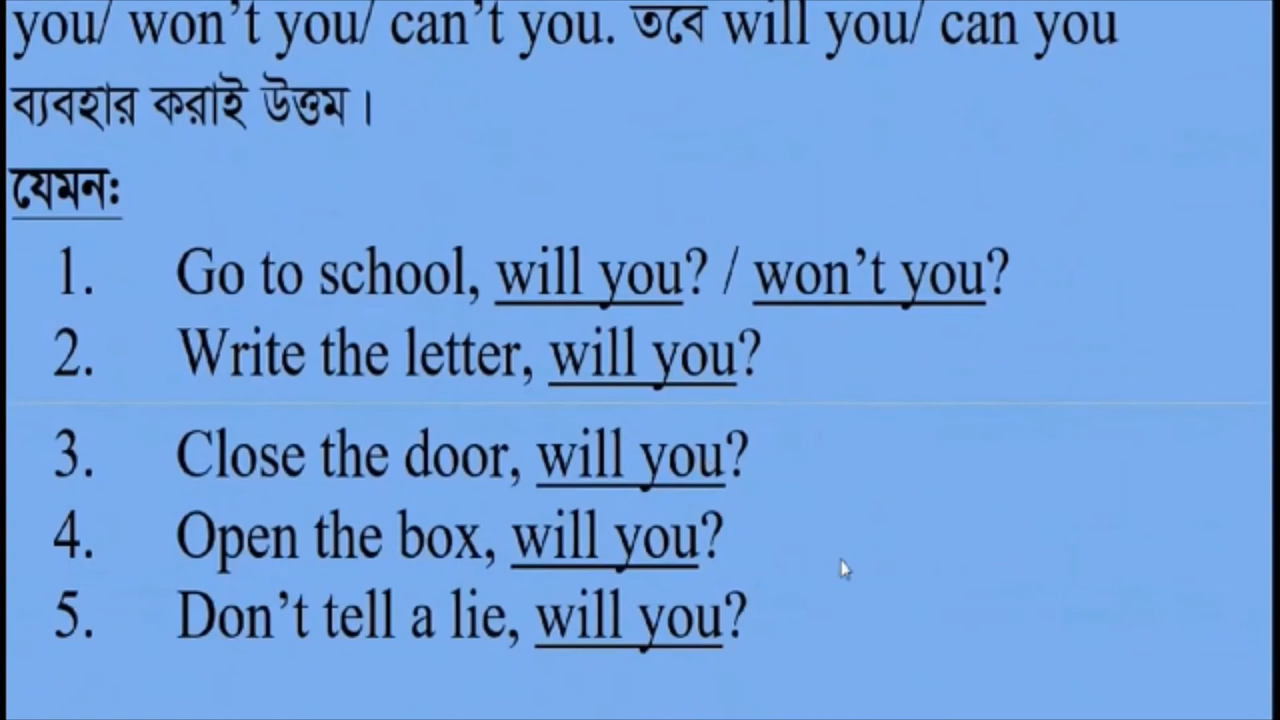 you/ won’t you/ can’t you. তবে will you/ can you
ব্যবহার করাই উত্তম।
যেমনঃ
1. Go to school, will you? / won’t you?
2. Write the letter, will you?
3. Close the door, will you?
4. Open the box, will you?
5. Don’t tell a lie, will you?